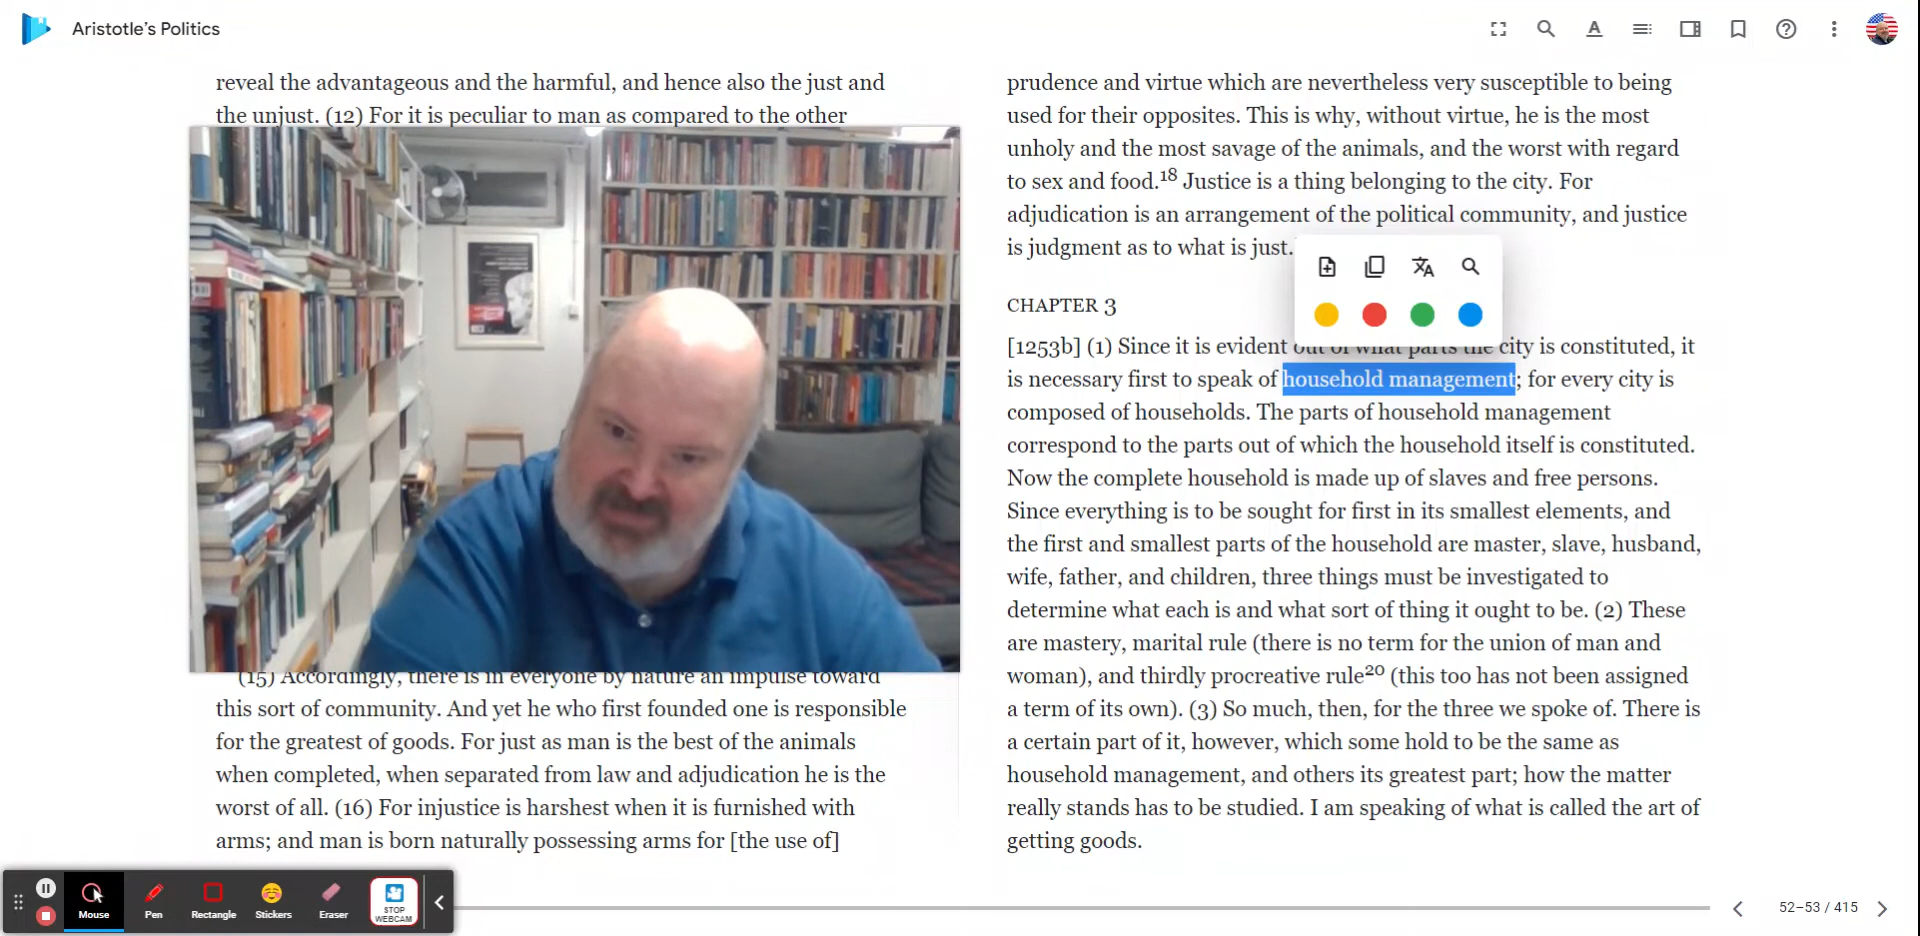 Aristotle's Politics
reveal the advantageous and the harmful, and hence also the just and
the unjust. (12) For it is peculiar to man as compared to the other
(15) Accordingly, there is in everyone by nature an impulse toward
this sort of community. And yet he who first founded one is responsible
for the greatest of goods. For just as man is the best of the animals
when completed, when separated from law and adjudication he is the
worst of all. (16) For injustice is harshest when it is furnished with
arms; and man is born naturally possessing arms for [the use of]
prudence and virtue which are nevertheless very susceptible to being
used for their opposites. This is why, without virtue, he is the most
unholy and the most savage of the animals, and the worst with regard
to sex and food.18 Justice is a thing belonging to the city. For
adjudication is an arrangement of the political community, and justice
is judgment as to what is just.
CHAPTER 3
[1253b] (1) Since it is evident out of what parts the city is constituted, it
is necessary first to speak of household management; for every city is
composed of households. The parts of household management
correspond to the parts out of which the household itself is constituted.
Now the complete household is made up of slaves and free persons.
Since everything is to be sought for first in its smallest elements, and
the first and smallest parts of the household are master, slave, husband,
wife, father, and children, three things must be investigated to
determine what each is and what sort of thing it ought to be. (2) These
are mastery, marital rule (there is no term for the union of man and
woman), and thirdly procreative rule20 (this too has not been assigned
a term of its own). (3) So much, then, for the three we spoke of. There is
a certain part of it, however, which some hold to be the same as
household management, and others its greatest part; how the matter
really stands has to be studied. I am speaking of what is called the art of
getting goods.
Mouse
Pen
Rectangle
Stickers
Eraser
STOP
WEBCAM
52–53 / 415